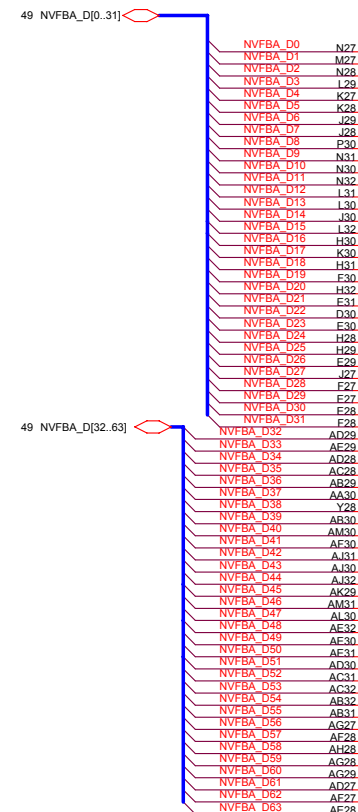 49 NVFBA_D[0..31]
NVFBA_D0 N27
NVFBA_D1 M27
NVFBA_D2 N28
NVFBA_D3 L29
NVFBA_D4 K27
NVFBA_D5 K28
NVFBA_D6 J29
NVFBA_D7 J28
NVFBA_D8 P30
NVFBA_D9 N31
NVFBA_D10 N30
NVFBA_D11 N32
NVFBA_D12 L31
NVFBA_D13 L30
NVFBA_D14 J30
NVFBA_D15 L32
NVFBA_D16 H30
NVFBA_D17 K30
NVFBA_D18 H31
NVFBA_D19 F30
NVFBA_D20 H32
NVFBA_D21 E31
NVFBA_D22 D30
NVFBA_D23 E30
NVFBA_D24 H28
NVFBA_D25 H29
NVFBA_D26 E29
NVFBA_D27 J27
NVFBA_D28 F27
NVFBA_D29 E27
NVFBA_D30 E28
NVFBA_D31 F28
49 NVFBA_D[32..63]
NVFBA_D32 AD29
NVFBA_D33 AE29
NVFBA_D34 AD28
NVFBA_D35 AC28
NVFBA_D36 AB29
NVFBA_D37 AA30
NVFBA_D38 Y28
NVFBA_D39 AB30
NVFBA_D40 AM30
NVFBA_D41 AF30
NVFBA_D42 AJ31
NVFBA_D43 AJ30
NVFBA_D44 AJ32
NVFBA_D45 AK29
NVFBA_D46 AM31
NVFBA_D47 AL30
NVFBA_D48 AE32
NVFBA_D49 AE30
NVFBA_D50 AE31
NVFBA_D51 AD30
NVFBA_D52 AC31
NVFBA_D53 AC32
NVFBA_D54 AB32
NVFBA_D55 AB31
NVFBA_D56 AG27
NVFBA_D57 AF28
NVFBA_D58 AH28
NVFBA_D59 AG28
NVFBA_D60 AG29
NVFBA_D61 AD27
NVFBA_D62 AF27
NVFBA_D63 AE28